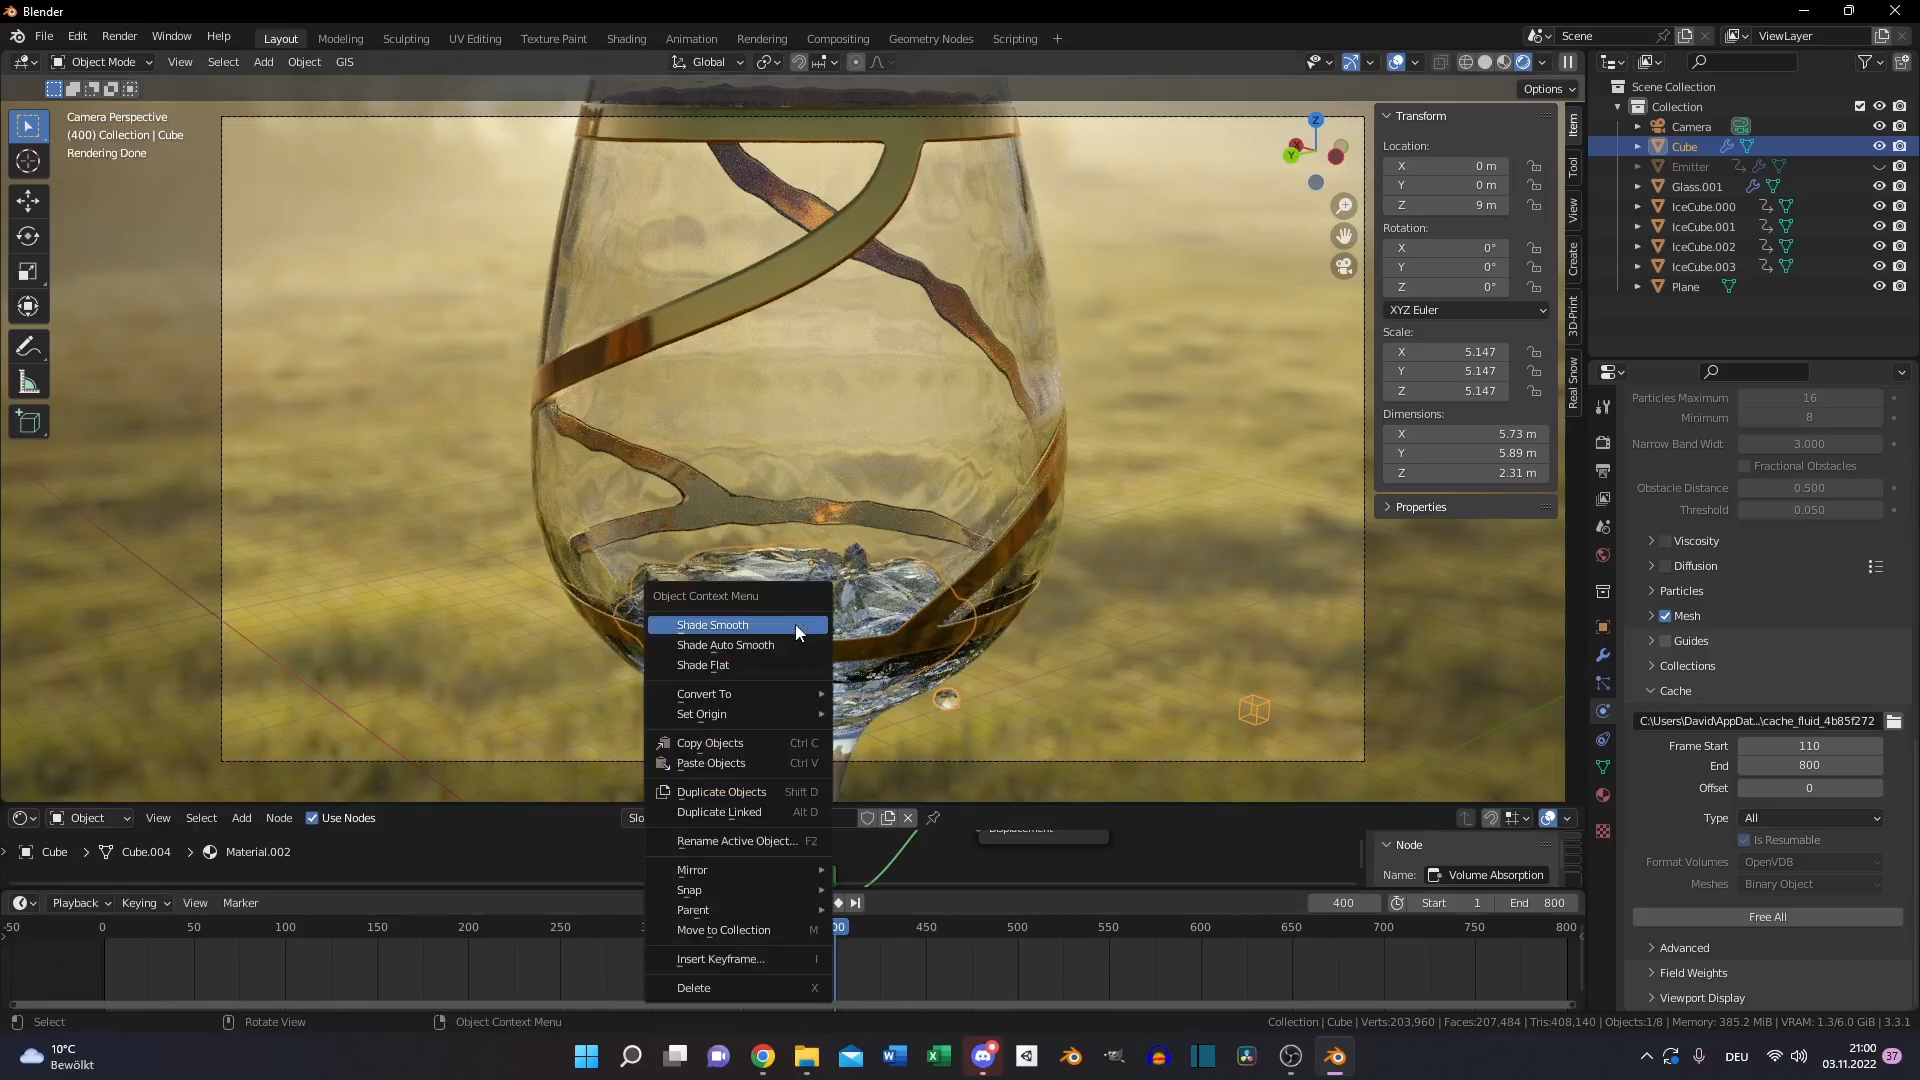 Blender
File Edit Render Window Help
Layout Modeling Sculpting UV Editing Texture Paint Shading Animation Rendering Compositing Geometry Nodes Scripting
Scene
ViewLayer
Object Mode View Select Add Object GIS
Global
Options
Camera Perspective
(400) Collection | Cube
Rendering Done
Z
X
Y
Transform
Location:
X 0 m
Y 0 m
Z 9 m
Rotation:
X 0°
Y 0°
Z 0°
XYZ Euler
Scale:
X 5.147
Y 5.147
Z 5.147
Dimensions:
X 5.73 m
Y 5.89 m
Z 2.31 m
Properties
Item
Tool
View
Create
3D-Print
Real Snow
Scene Collection
Collection
Camera
Cube
Emitter
Glass.001
IceCube.000
IceCube.001
IceCube.002
IceCube.003
Plane
Particles Maximum 16
Minimum 8
Narrow Band Widt 3.000
Fractional Obstacles
Obstacle Distance 0.500
Threshold 0.050
Viscosity
Diffusion
Particles
Mesh
Guides
Collections
Cache
C:\Users\David\AppDat...\cache_fluid_4b85f272
Frame Start 110
End 800
Offset 0
Type All
Is Resumable
Format Volumes OpenVDB
Meshes Binary Object
Free All
Advanced
Field Weights
Viewport Display
Object Context Menu
Shade Smooth
Shade Auto Smooth
Shade Flat
Convert To
Set Origin
Copy Objects Ctrl C
Paste Objects Ctrl V
Duplicate Objects Shift D
Duplicate Linked Alt D
Rename Active Object... F2
Mirror
Snap
Parent
Move to Collection M
Insert Keyframe... I
Delete X
Object View Select Add Node Use Nodes
Cube Cube.004 Material.002
Displacement
Node
Name: Volume Absorption
Playback Keying View Marker
400 Start 1 End 800
-50 0 50 100 150 200 250 450 500 550 600 650 700 750 800
Select Rotate View Object Context Menu
Collection | Cube | Verts:203,960 | Faces:207,484 | Tris:408,140 | Objects:1/8 | Memory: 385.2 MiB | VRAM: 1.3/6.0 GiB | 3.3.1
10°C
Bewölkt
DEU
21:00
03.11.2022
37